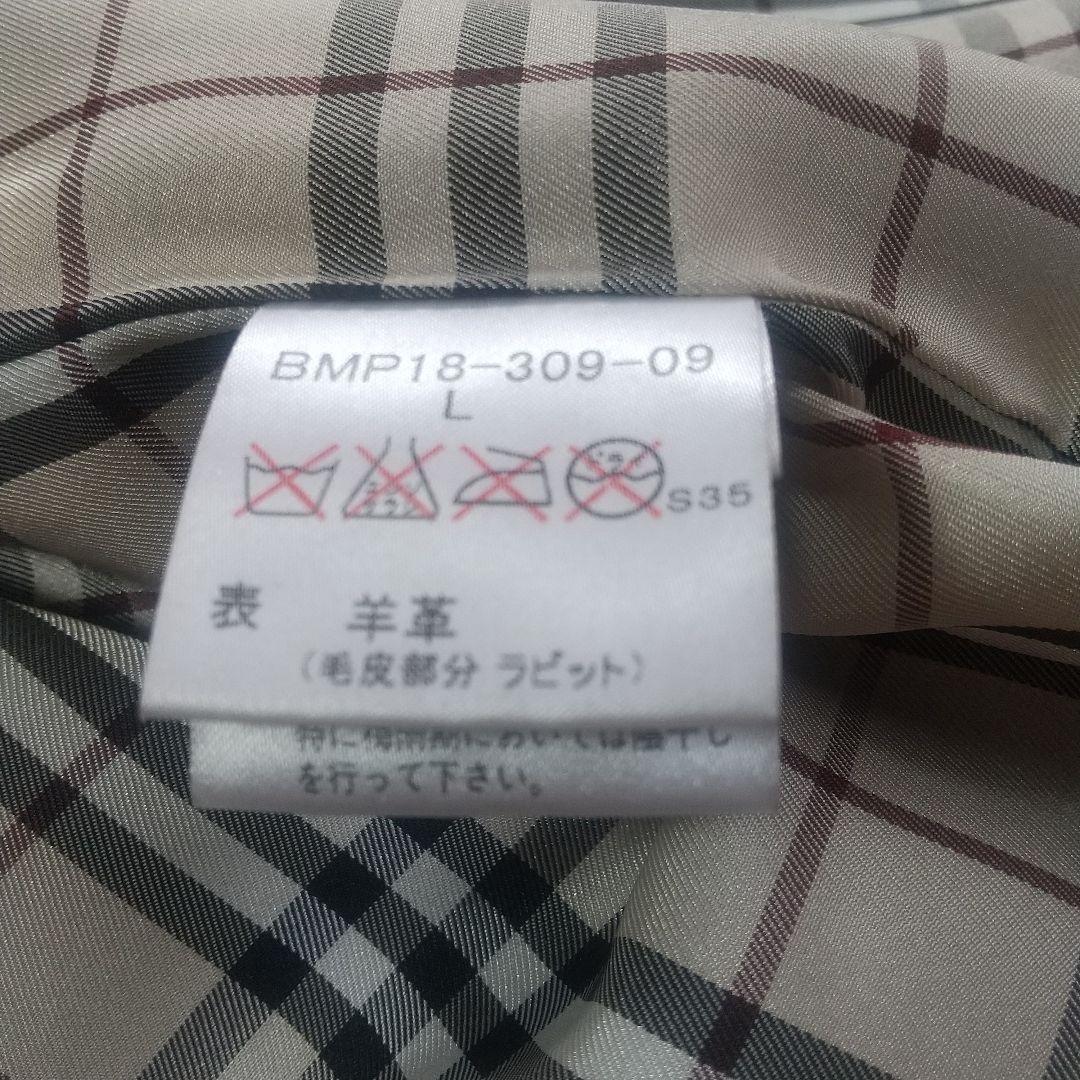 BMP18-309-09
L
S35
表 羊革
(毛皮部分 ラビット)
を行って下さい。